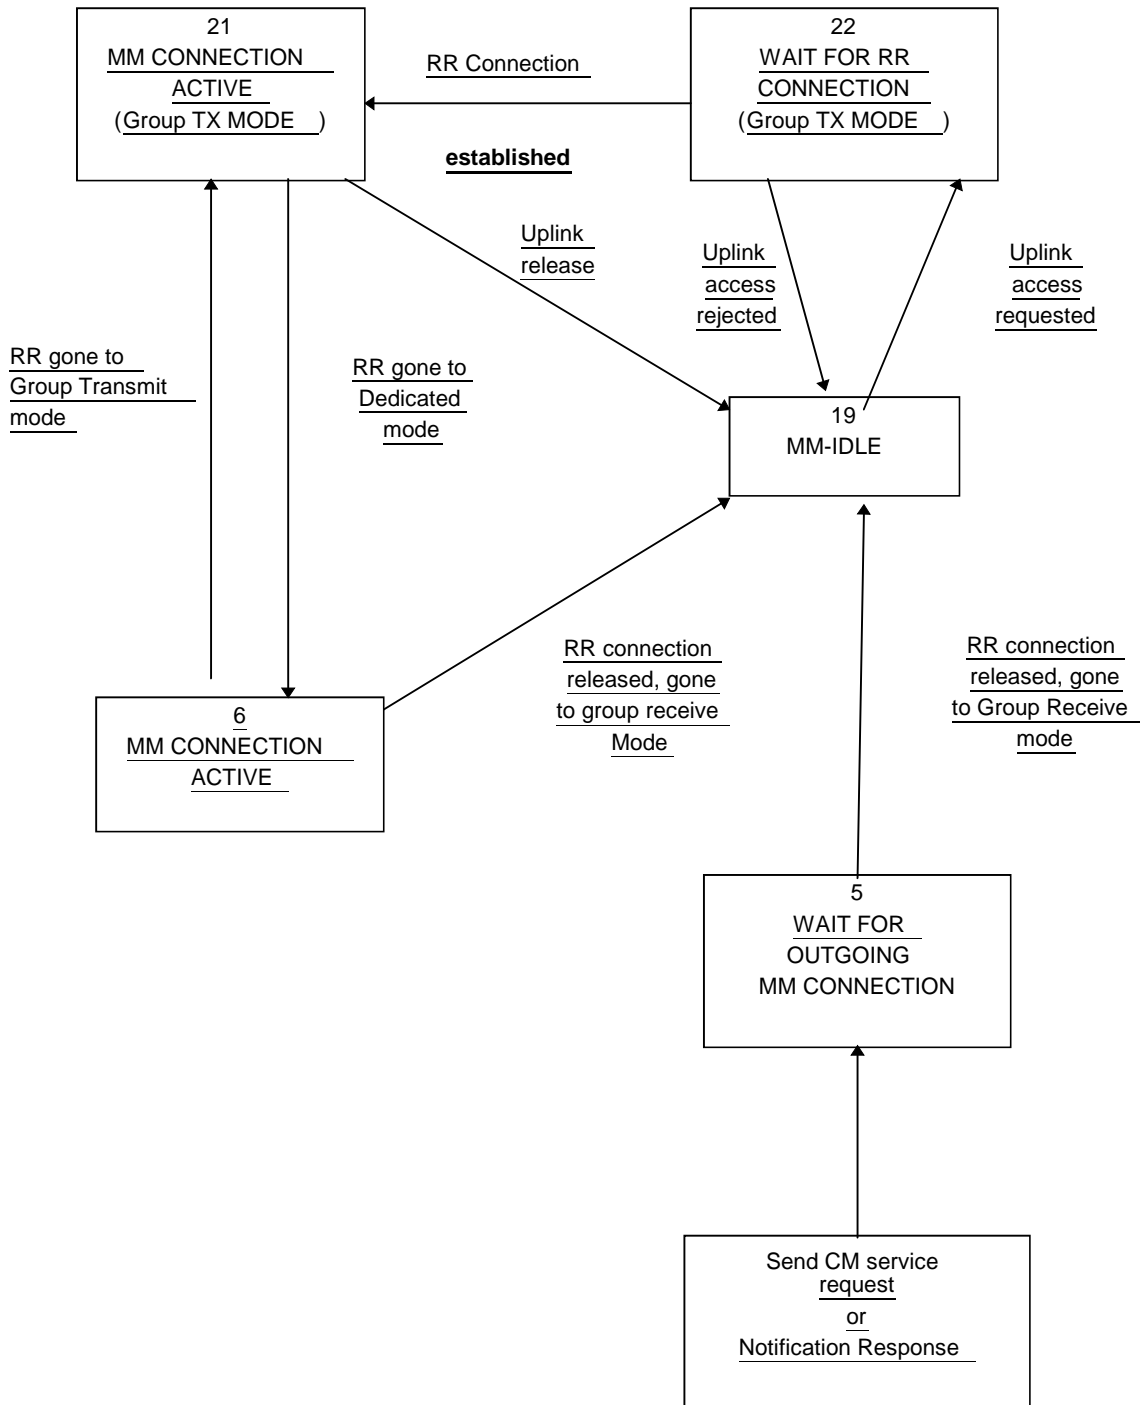 21
MM CONNECTION
ACTIVE
(Group TX MODE )
22
WAIT FOR RR
CONNECTION
(Group TX MODE )
RR Connection
established
Uplink
release
Uplink
access
rejected
Uplink
access
requested
RR gone to
Group Transmit
mode
RR gone to
Dedicated
mode
19
MM-IDLE
RR connection
released, gone
to group receive
Mode
RR connection
released, gone
to Group Receive
mode
6
MM CONNECTION
ACTIVE
5
WAIT FOR
OUTGOING
MM CONNECTION
Send CM service
request
or
Notification Response